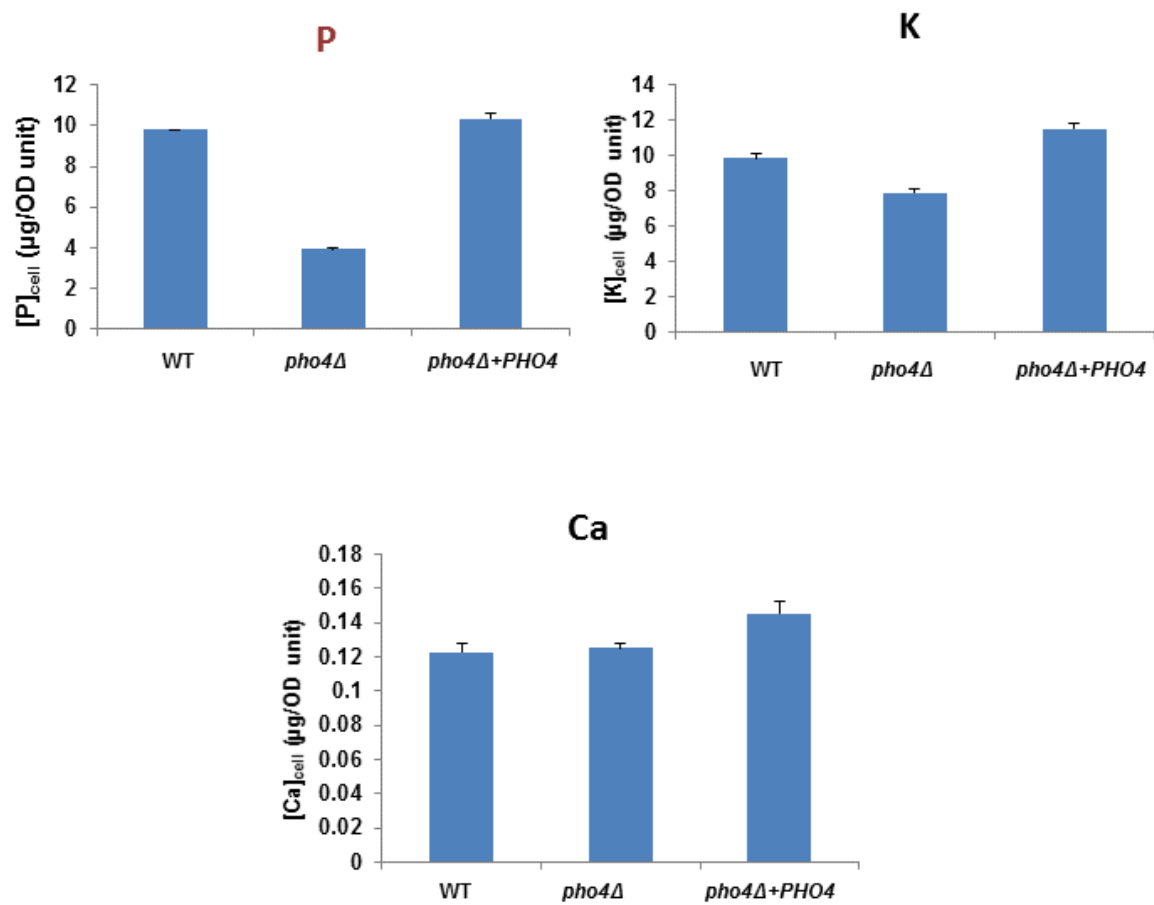 P
[P]cell (µg/OD unit)
12
10
8
6
4
2
0
WT
pho4Δ
pho4Δ+PHO4
K
[K]cell (µg/OD unit)
14
12
10
8
6
4
2
0
WT
pho4Δ
pho4Δ+PHO4
Ca
[Ca]cell (µg/OD unit)
0.18
0.16
0.14
0.12
0.1
0.08
0.06
0.04
0.02
0
WT
pho4Δ
pho4Δ+PHO4